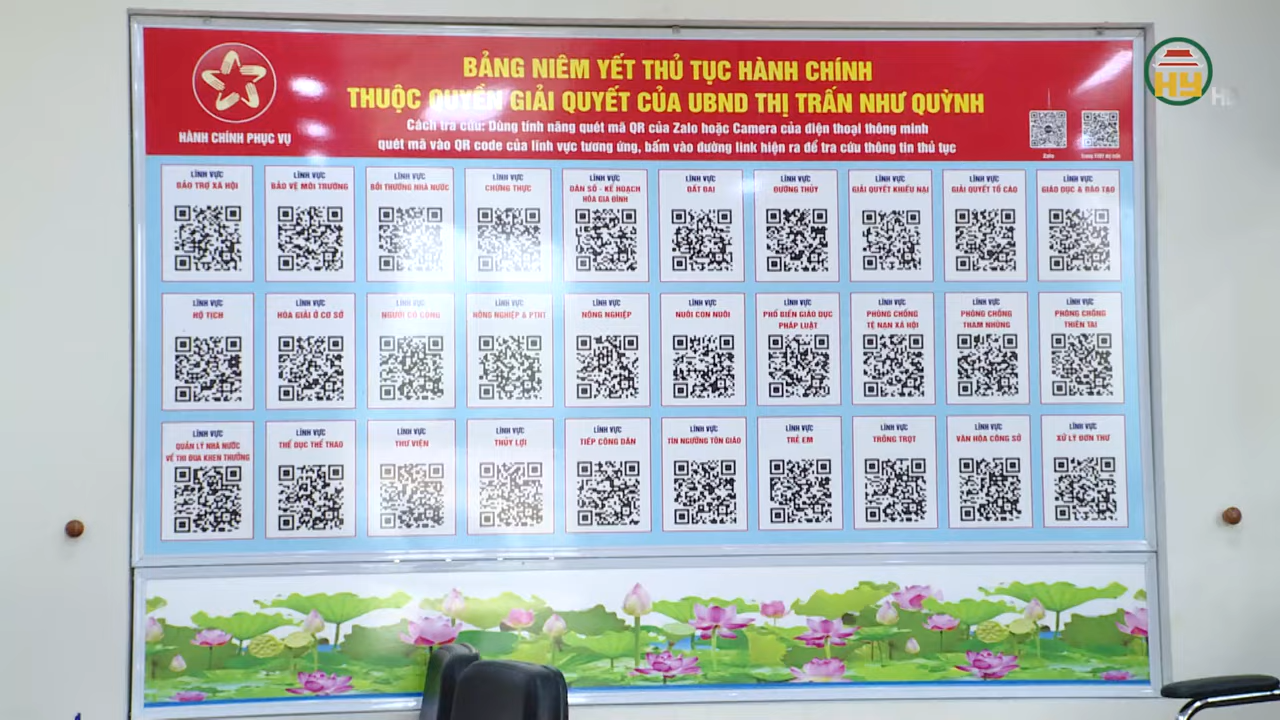 BẢNG NIÊM YẾT THỦ TỤC HÀNH CHÍNH
THUỘC QUYỀN GIẢI QUYẾT CỦA UBND THỊ TRẤN NHƯ QUỲNH
Cách tra cứu: Dùng tính năng quét mã QR của Zalo hoặc Camera của điện thoại thông minh
quét mã vào QR code của lĩnh vực tương ứng, bấm vào đường link hiện ra để tra cứu thông tin thủ tục
HÀNH CHÍNH PHỤC VỤ
Zalo
HY
HD
LĨNH VỰC
BẢO TRỢ XÃ HỘI
LĨNH VỰC
BẢO VỆ MÔI TRƯỜNG
LĨNH VỰC
BỒI THƯỜNG NHÀ NƯỚC
LĨNH VỰC
CHỨNG THỰC
LĨNH VỰC
DÂN SỐ - KẾ HOẠCH
HÓA GIA ĐÌNH
LĨNH VỰC
ĐẤT ĐAI
LĨNH VỰC
ĐƯỜNG THỦY
LĨNH VỰC
GIẢI QUYẾT KHIẾU NẠI
LĨNH VỰC
GIẢI QUYẾT TỐ CÁO
LĨNH VỰC
GIÁO DỤC & ĐÀO TẠO
LĨNH VỰC
HỘ TỊCH
LĨNH VỰC
HÒA GIẢI Ở CƠ SỞ
LĨNH VỰC
NGƯỜI CÓ CÔNG
LĨNH VỰC
NÔNG NGHIỆP & PTNT
LĨNH VỰC
NÔNG NGHIỆP
LĨNH VỰC
NUÔI CON NUÔI
LĨNH VỰC
PHỔ BIẾN GIÁO DỤC
PHÁP LUẬT
LĨNH VỰC
PHÒNG CHỐNG
TỆ NẠN XÃ HỘI
LĨNH VỰC
PHÒNG CHỐNG
THAM NHŨNG
LĨNH VỰC
PHÒNG CHỐNG
THIÊN TAI
LĨNH VỰC
QUẢN LÝ NHÀ NƯỚC
VỀ THI ĐUA KHEN THƯỞNG
LĨNH VỰC
THỂ DỤC THỂ THAO
LĨNH VỰC
THƯ VIỆN
LĨNH VỰC
THỦY LỢI
LĨNH VỰC
TIẾP CÔNG DÂN
LĨNH VỰC
TÍN NGƯỠNG TÔN GIÁO
LĨNH VỰC
TRẺ EM
LĨNH VỰC
TRỒNG TRỌT
LĨNH VỰC
VĂN HÓA CÔNG SỞ
LĨNH VỰC
XỬ LÝ ĐƠN THƯ